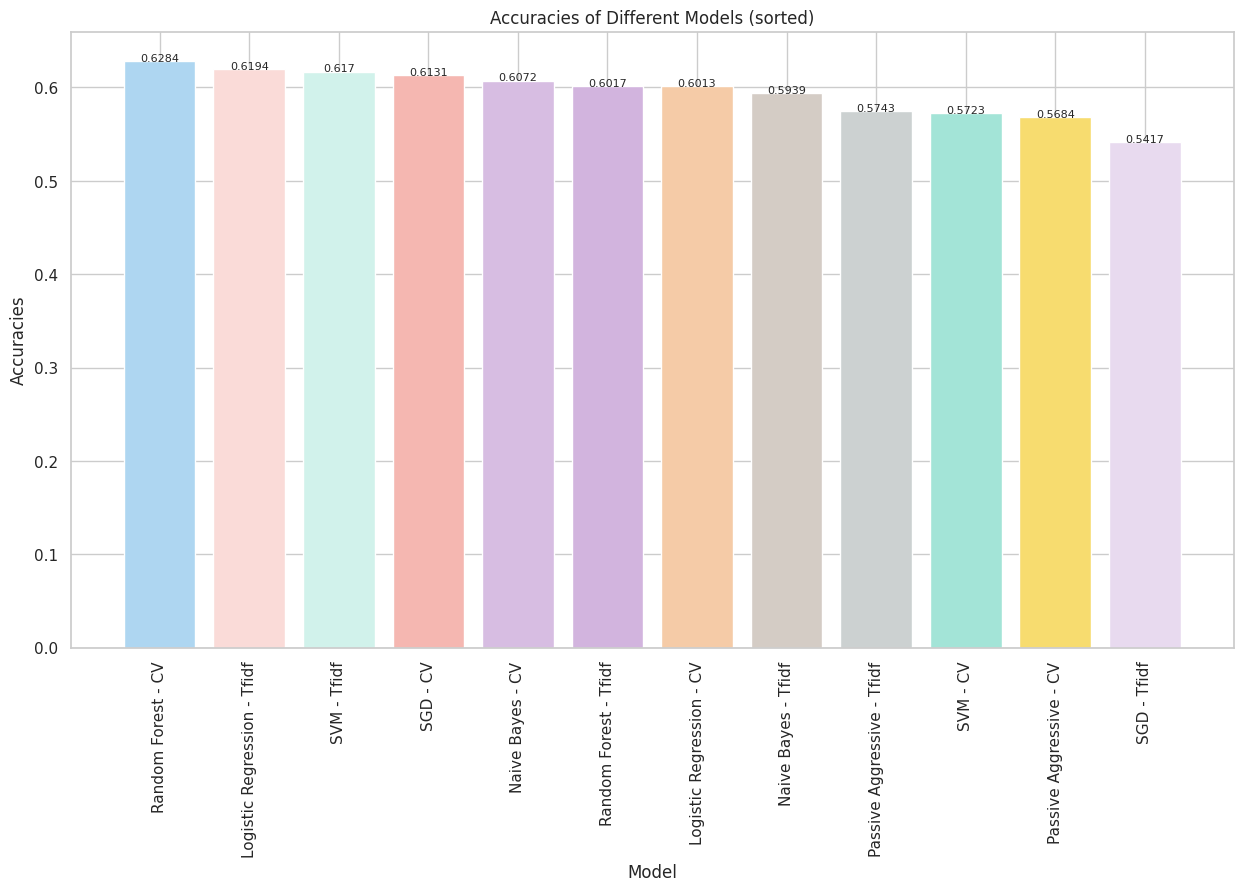 Accuracies of Different Models (sorted)
0.6284
0.6194
0.617
0.6131
0.6072
0.6017
0.6013
0.5939
0.5743
0.5723
0.5684
0.5417
Accuracies
0.6
0.5
0.4
0.3
0.2
0.1
0.0
Random Forest - CV
Logistic Regression - Tfidf
SVM - Tfidf
SGD - CV
Naive Bayes - CV
Random Forest - Tfidf
Logistic Regression - CV
Naive Bayes - Tfidf
Passive Aggressive - Tfidf
SVM - CV
Passive Aggressive - CV
SGD - Tfidf
Model